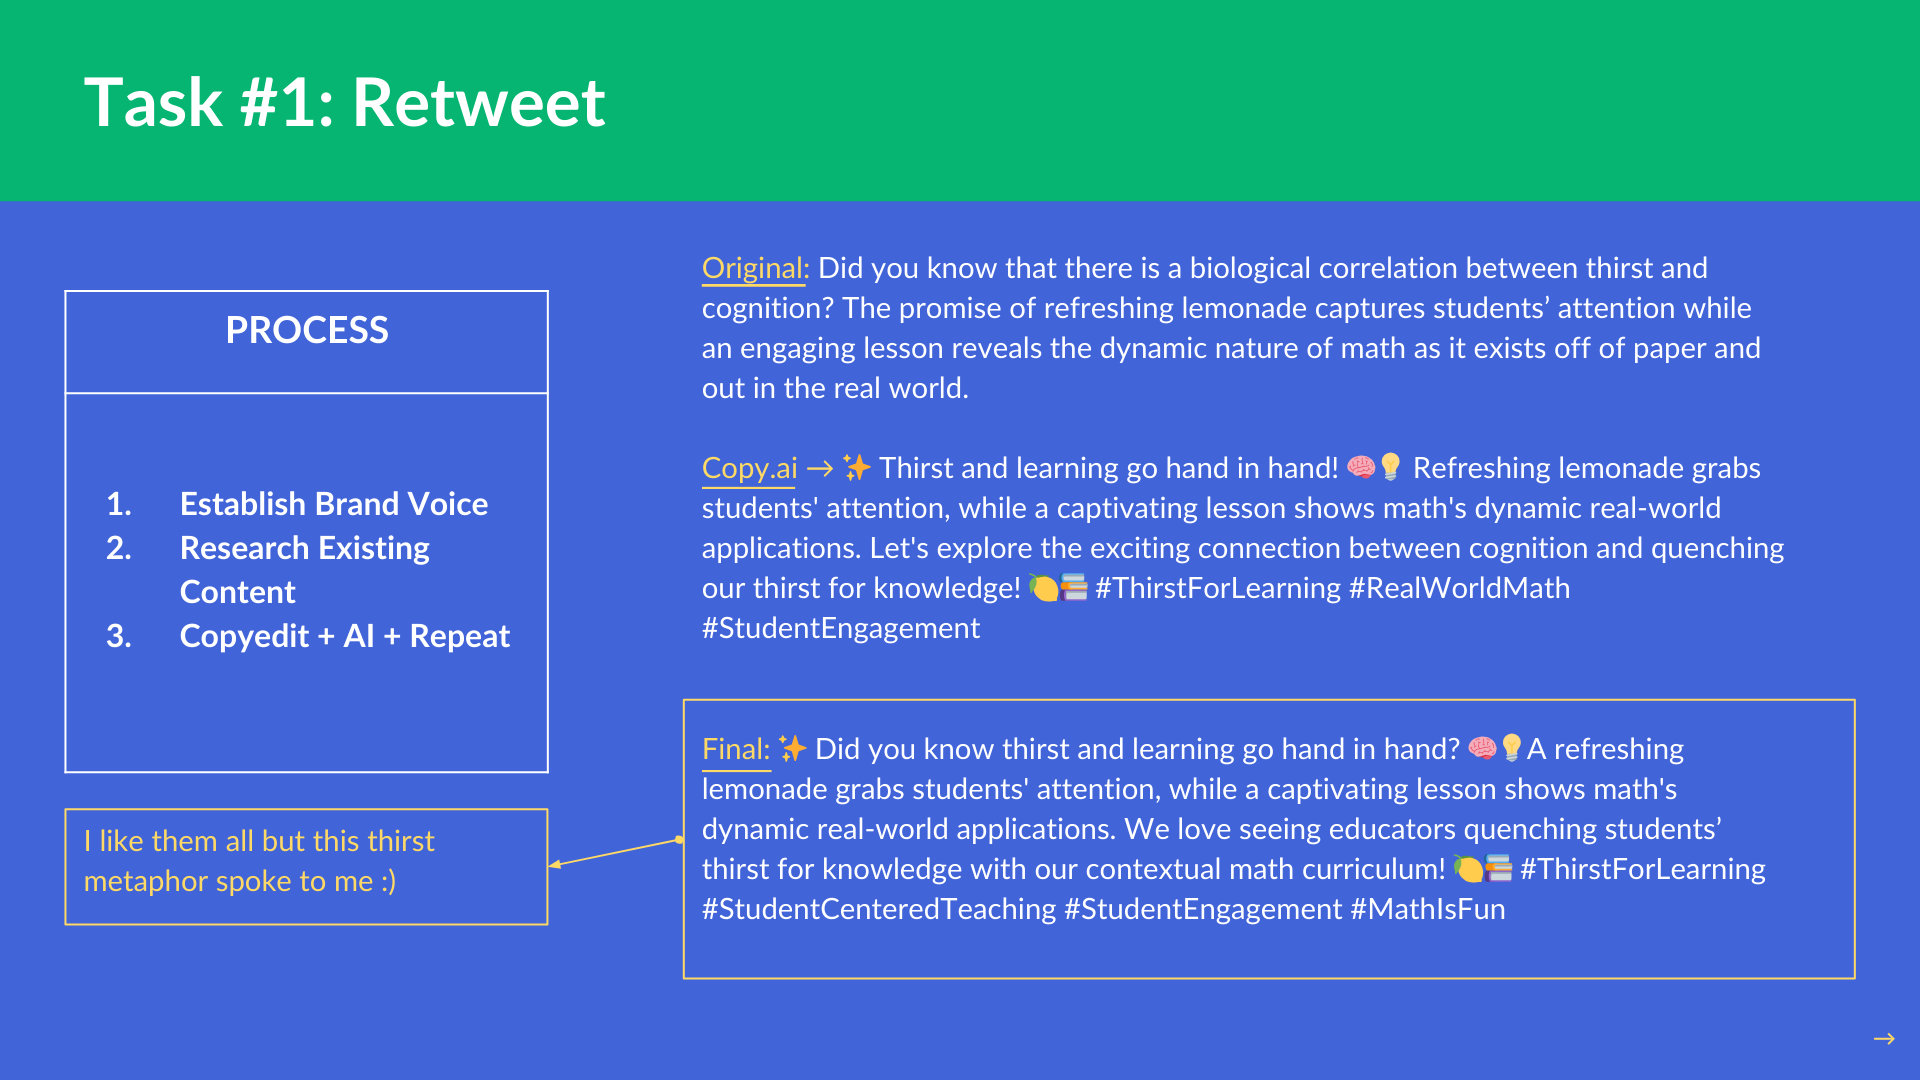 Task #1: Retweet
PROCESS
1. Establish Brand Voice
2. Research Existing
Content
3. Copyedit + AI + Repeat
I like them all but this thirst
metaphor spoke to me :)
Original: Did you know that there is a biological correlation between thirst and
cognition? The promise of refreshing lemonade captures students’ attention while
an engaging lesson reveals the dynamic nature of math as it exists off of paper and
out in the real world.
Copy.ai → ✨ Thirst and learning go hand in hand! 🧠💡 Refreshing lemonade grabs
students' attention, while a captivating lesson shows math's dynamic real-world
applications. Let's explore the exciting connection between cognition and quenching
our thirst for knowledge! 🍋📚 #ThirstForLearning #RealWorldMath
#StudentEngagement
Final: ✨ Did you know thirst and learning go hand in hand? 🧠💡A refreshing
lemonade grabs students' attention, while a captivating lesson shows math's
dynamic real-world applications. We love seeing educators quenching students’
thirst for knowledge with our contextual math curriculum! 🍋📚 #ThirstForLearning
#StudentCenteredTeaching #StudentEngagement #MathIsFun
→